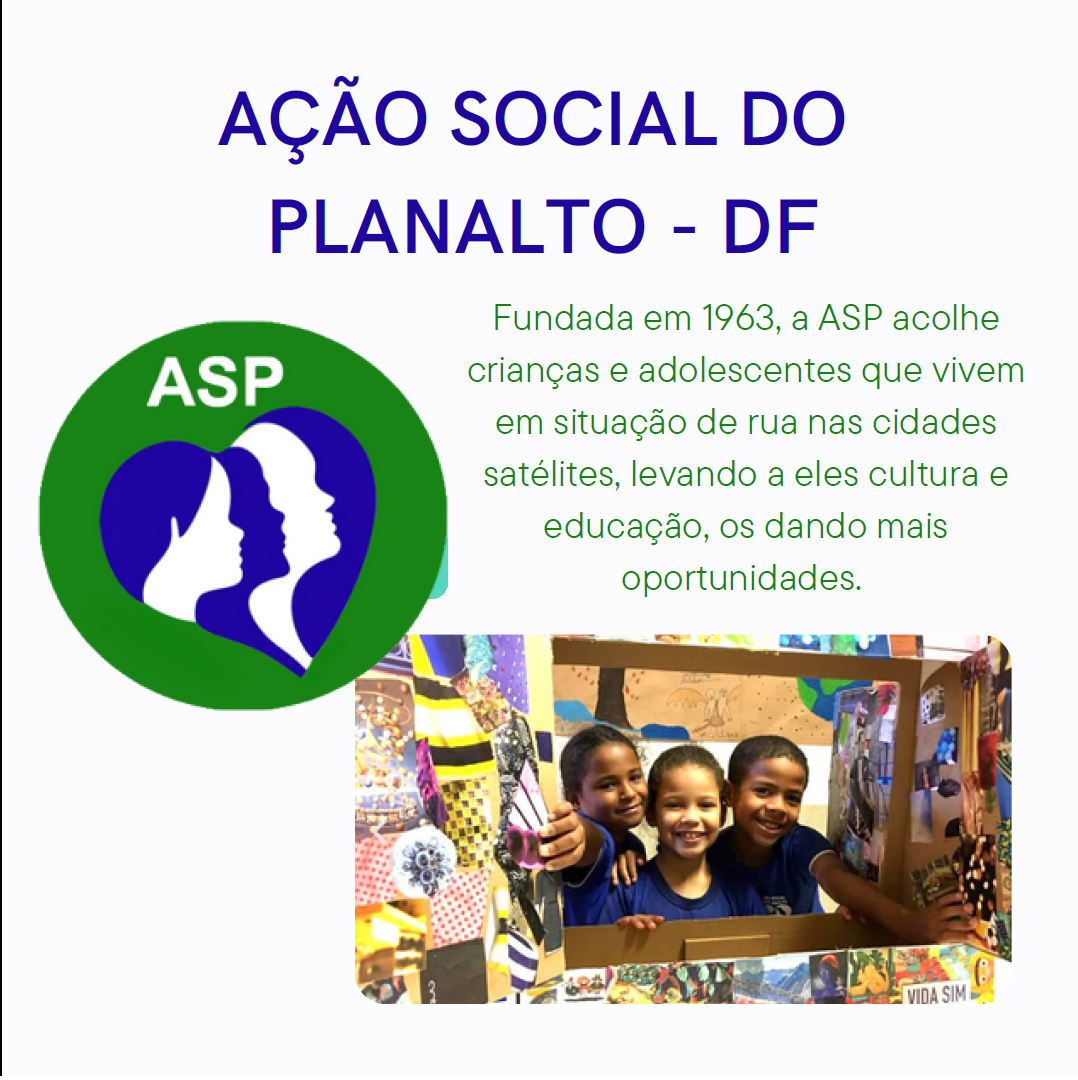 AÇÃO SOCIAL DO
PLANALTO - DF
Fundada em 1963, a ASP acolhe
crianças e adolescentes que vivem
em situação de rua nas cidades
satélites, levando a eles cultura e
educação, os dando mais
oportunidades.
ASP
VIDA SIM